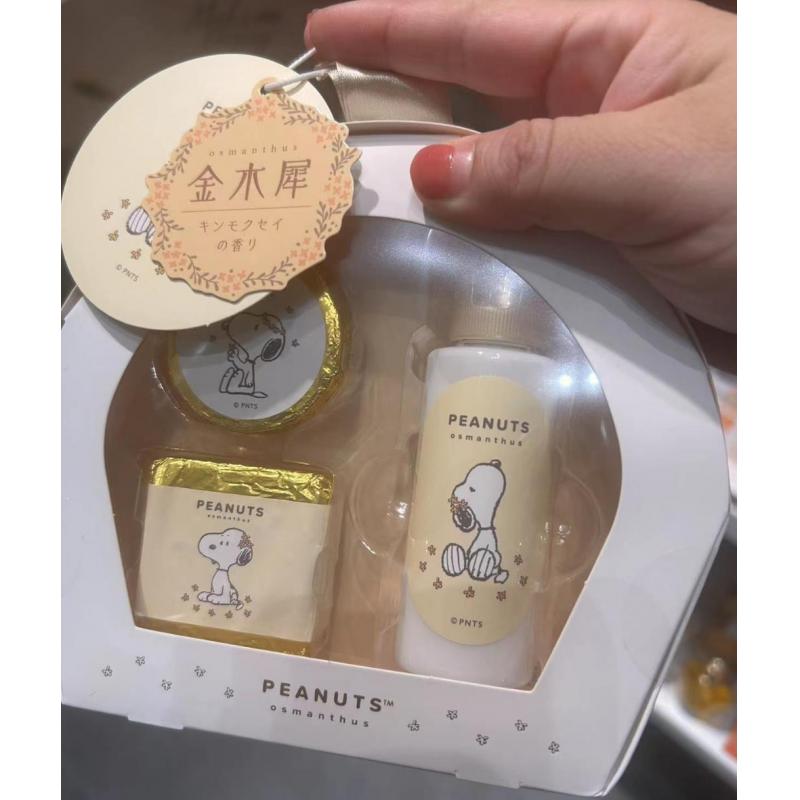 osmanthus
金木犀
キンモクセイ
の香り
© PNTS
© PNTS
PEANUTS
osmanthus
PEANUTS
osmanthus
© PNTS
PEANUTS™
osmanthus